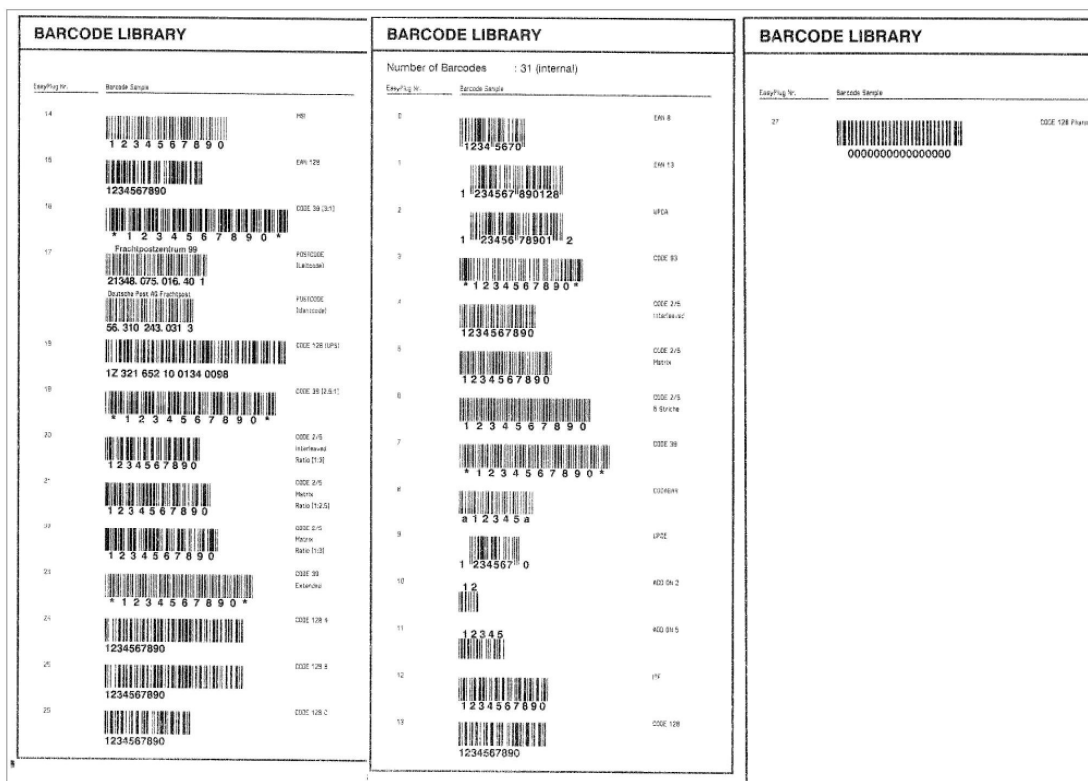 BARCODE LIBRARY
EasyPlug Nr. Barcode Sample
14 MSI
1 2 3 4 5 6 7 8 9 0
15 EAN 128
1234567890
16 CODE 39 [3:1]
* 1 2 3 4 5 6 7 8 9 0 *
17 Frachtpostzentrum 99 POSTCODE
(Leitcode)
21348. 075. 016. 40 1
Deutsche Post AG Frachtpost POSTCODE
(Identcode)
56. 310 243. 031 3
CODE 128 (UPS)
1Z 321 652 10 0134 0098
CODE 39 [2.5:1]
* 1 2 3 4 5 6 7 8 9 0 *
20 CODE 2/5
Interleaved
Ratio [1:3]
1 2 3 4 5 6 7 8 9 0
21 CODE 2/5
Matrix
Ratio [1:2.5]
1 2 3 4 5 6 7 8 9 0
22 CODE 2/5
Matrix
Ratio [1:3]
1 2 3 4 5 6 7 8 9 0
23 CODE 39
Extended
* 1 2 3 4 5 6 7 8 9 0 *
24 CODE 128 A
1234567890
25 CODE 128 B
1234567890
CODE 128 C
1234567890
BARCODE LIBRARY
Number of Barcodes : 31 (internal)
EasyPlug Nr. Barcode Sample
0 EAN 8
1234 5670
1 EAN 13
1 234567 890128
2 UPCA
1 23456 78901 2
3 CODE 93
*1234567890*
4 CODE 2/5
Interleaved
1234567890
5 CODE 2/5
Matrix
1234567890
6 CODE 2/5
5 Striche
1 2 3 4 5 6 7 8 9 0
7 CODE 39
* 1 2 3 4 5 6 7 8 9 0 *
8 CODABAR
a 1 2 3 4 5 a
9 UPCE
1 234567 0
10 ADD ON 2
1 2
11 ADD ON 5
1 2 3 4 5
12
1 2 3 4 5 6 7 8 9 0
13 CODE 128
1234567890
BARCODE LIBRARY
EasyPlug Nr. Barcode Sample
27 CODE 128 Pharma
0000000000000000